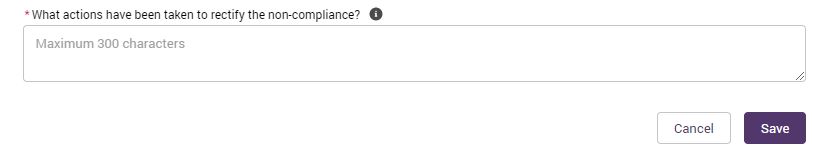 * What actions have been taken to rectify the non-compliance? i
Maximum 300 characters
Cancel Save